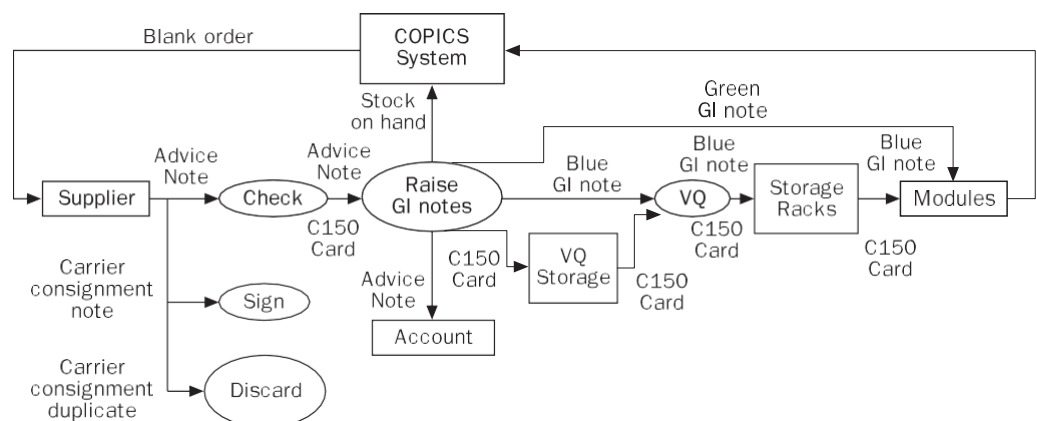 Blank order
COPICS
System
Green
GI note
Stock
on hand
Advice
Note
Advice
Note
Blue
GI note
Blue
GI note
Blue
GI note
Supplier
Check
Raise
GI notes
VQ
Storage
Racks
Modules
C150
Card
C150
Card
VQ
Storage
C150
Card
C150
Card
C150
Card
Carrier
consignment
note
Sign
Advice
Note
Account
Carrier
consignment
duplicate
Discard